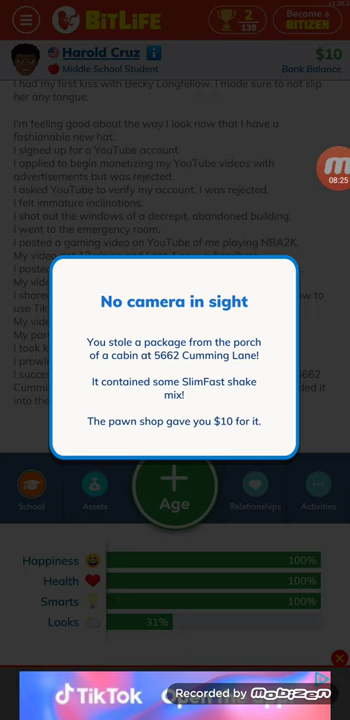 v1.30.2
BITLIFE
2
138
Become a
BITIZEN
Harold Cruz i
$10
Middle School Student
Bank Balance
I had my first kiss with Becky Longfellow. I made sure to not slip
her any tongue.
I'm feeling good about the way I look now that I have a
fashionable new hat.
I signed up for a YouTube account.
I applied to begin monetizing my YouTube videos with
advertisements but was rejected.
I asked YouTube to verify my account. I was rejected.
I felt immature inclinations.
I shot out the windows of a decrepit, abandoned building.
I went to the emergency room.
I posted a gaming video on YouTube of me playing NBA2K.
08:25
No camera in sight
You stole a package from the porch
of a cabin at 5662 Cumming Lane!
It contained some SlimFast shake
mix!
The pawn shop gave you $10 for it.
School
Assets
+
Age
Relationships
Activities
Happiness 100%
Health 100%
Smarts 100%
Looks 31%
TikTok
Recorded by Mobizen